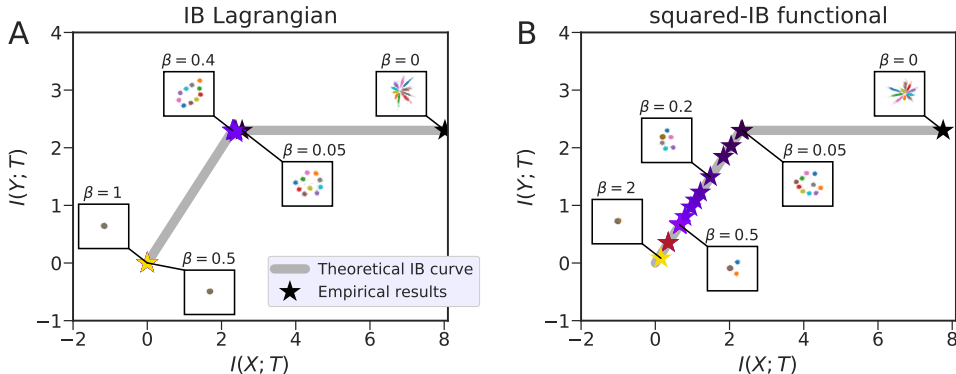 A
IB Lagrangian
4
3
2
1
0
−1
I(Y; T)
−2
0
2
4
6
8
I(X; T)
β = 0.4
β = 0
β = 0.05
β = 1
β = 0.5
Theoretical IB curve
Empirical results
B
squared-IB functional
4
3
2
1
0
−1
I(Y; T)
−2
0
2
4
6
8
I(X; T)
β = 0
β = 0.2
β = 0.05
β = 2
β = 0.5